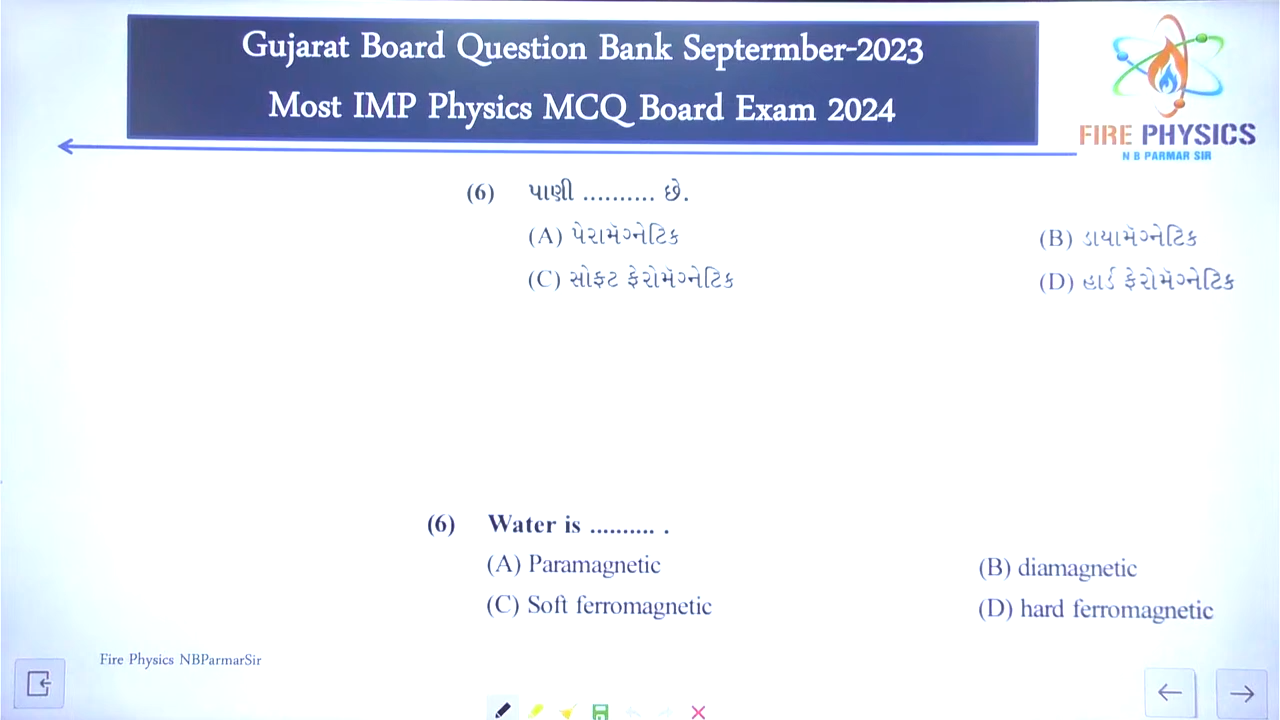 Gujarat Board Question Bank Septermber-2023
Most IMP Physics MCQ Board Exam 2024
FIRE PHYSICS
N B PARMAR SIR
(6) પાણી .......... છે.
(A) પેરામૅગ્નેટિક (B) ડાયામૅગ્નેટિક
(C) સોફ્ટ ફેરોમૅગ્નેટિક (D) હાર્ડ ફેરોમૅગ્નેટિક
(6) Water is .......... .
(A) Paramagnetic (B) diamagnetic
(C) Soft ferromagnetic (D) hard ferromagnetic
Fire Physics NBParmarSir